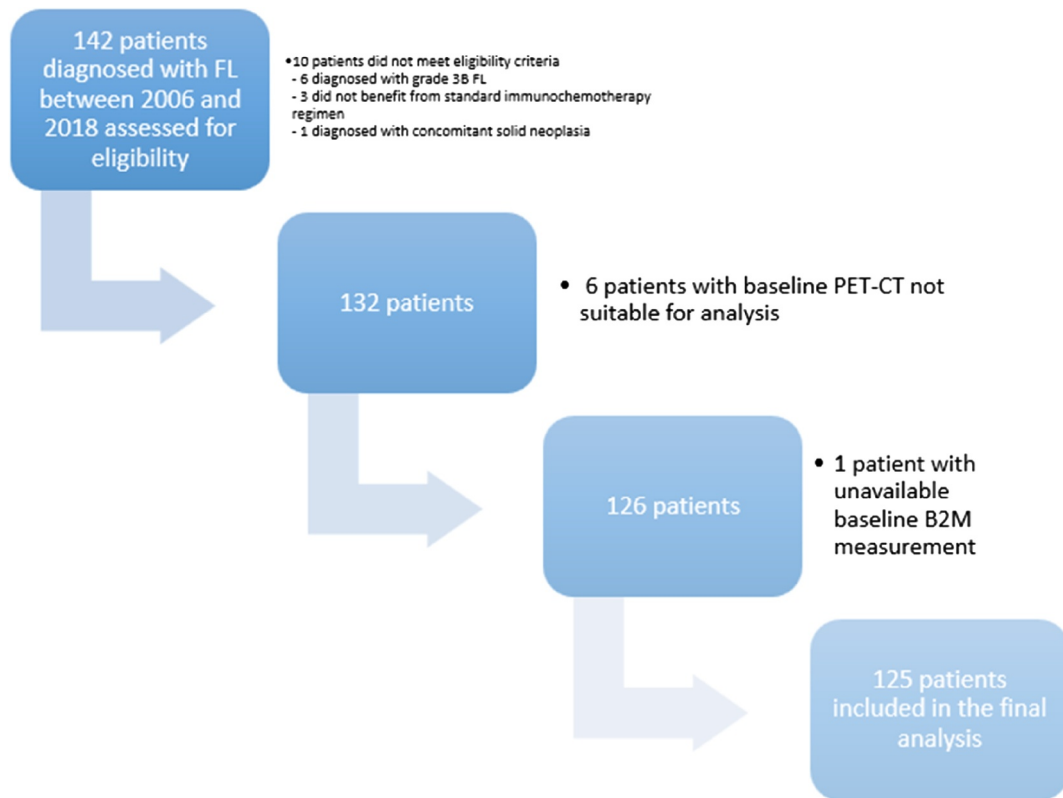 142 patients
diagnosed with FL
between 2006 and
2018 assessed for
eligibility
•10 patients did not meet eligibility criteria
- 6 diagnosed with grade 3B FL
- 3 did not benefit from standard immunochemotherapy
regimen
- 1 diagnosed with concomitant solid neoplasia
132 patients
• 6 patients with baseline PET-CT not
suitable for analysis
126 patients
• 1 patient with
unavailable
baseline B2M
measurement
125 patients
included in the final
analysis